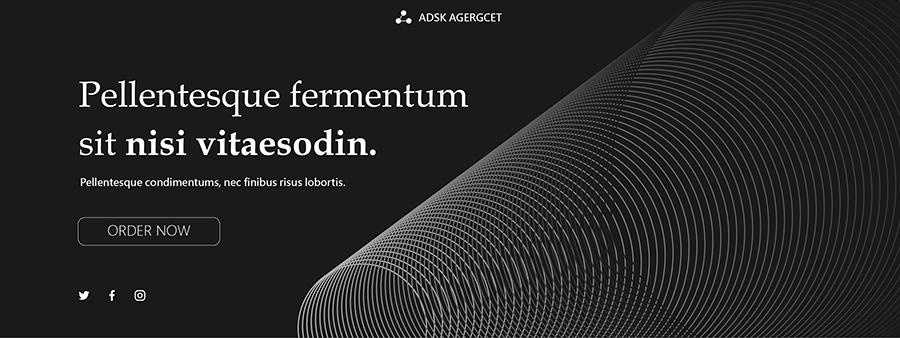 ADSK AGERGCET
Pellentesque fermentum
sit nisi vitaesodin.
Pellentesque condimentums, nec finibus risus lobortis.
ORDER NOW